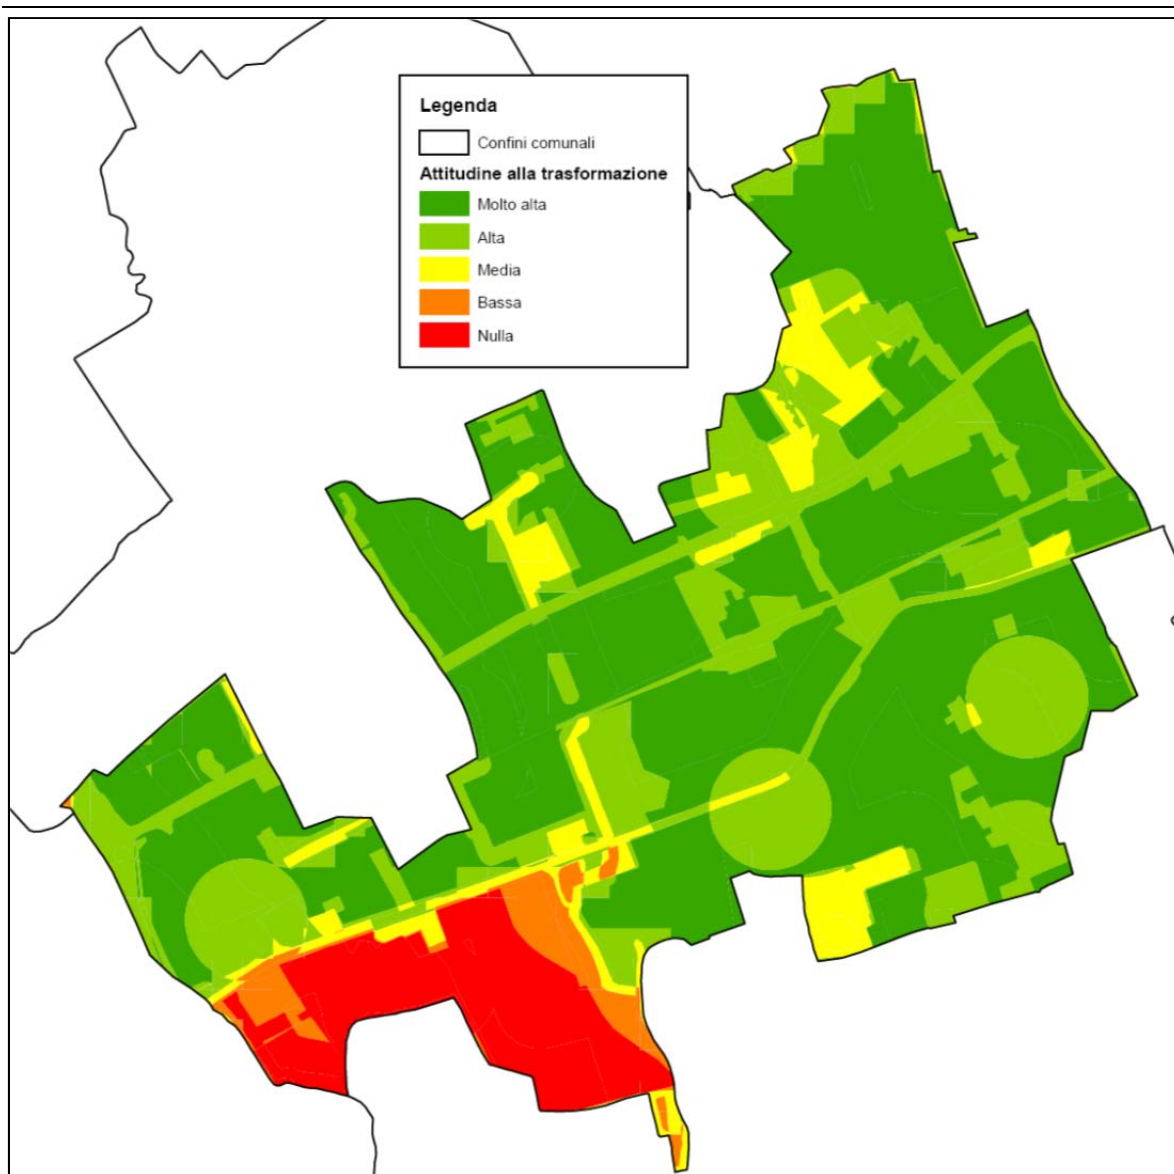 Legenda
Confini comunali
Attitudine alla trasformazione
Molto alta
Alta
Media
Bassa
Nulla